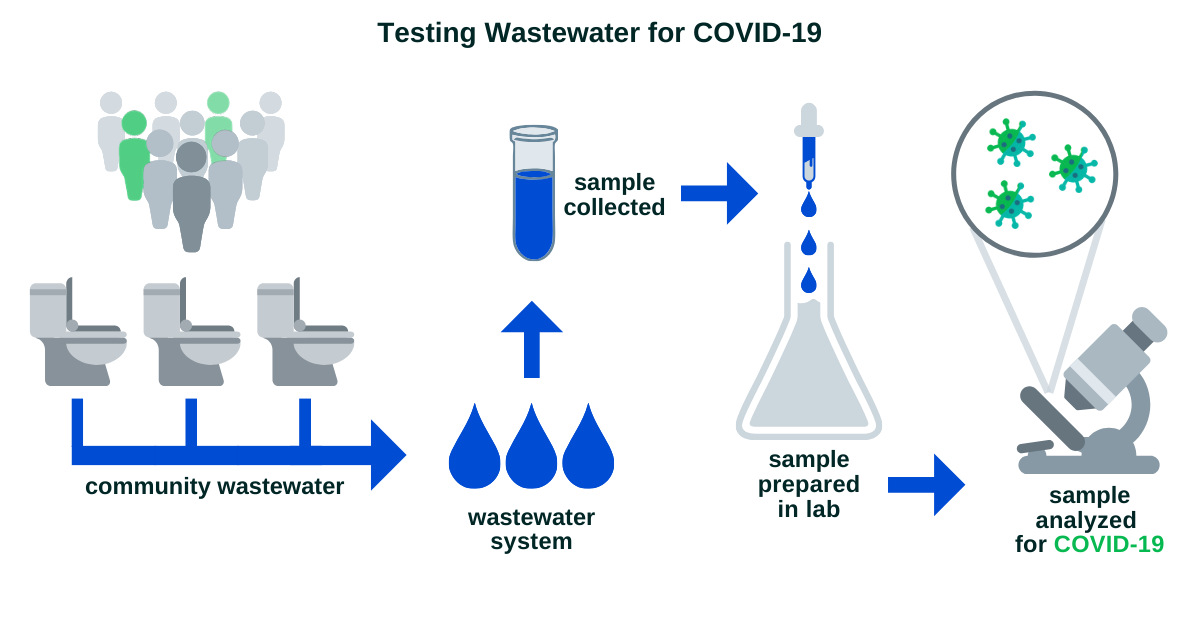 Testing Wastewater for COVID-19
community wastewater
wastewater
system
sample
collected
sample
prepared
in lab
sample
analyzed
for COVID-19